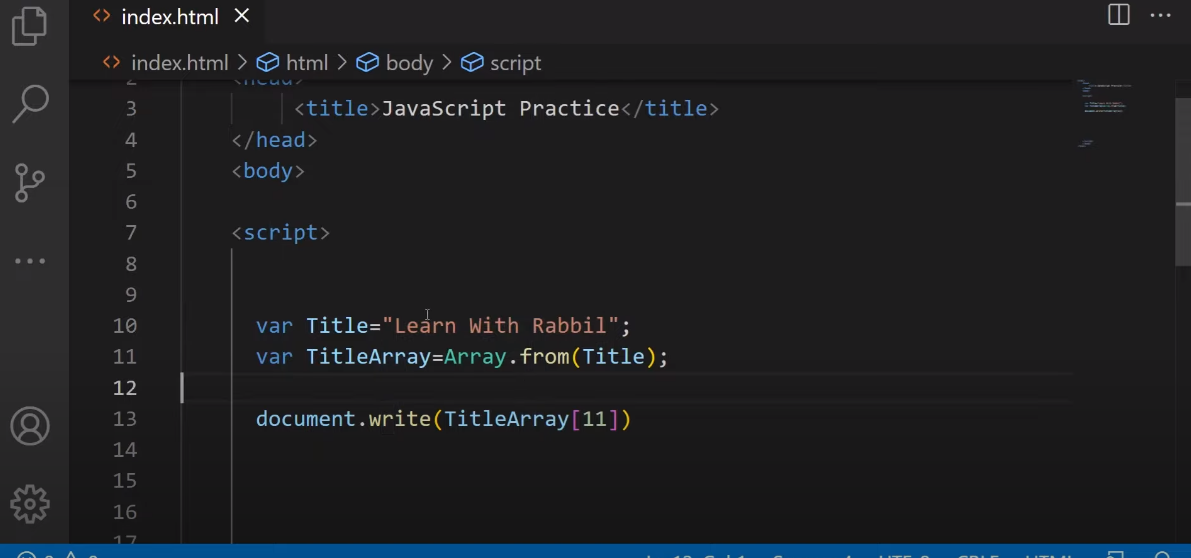 index.html
index.html > html > body > script
2 <head>
3 <title>JavaScript Practice</title>
4 </head>
5 <body>
6
7 <script>
8
9
10 var Title="Learn With Rabbil";
11 var TitleArray=Array.from(Title);
12
13 document.write(TitleArray[11])
14
15
16
17